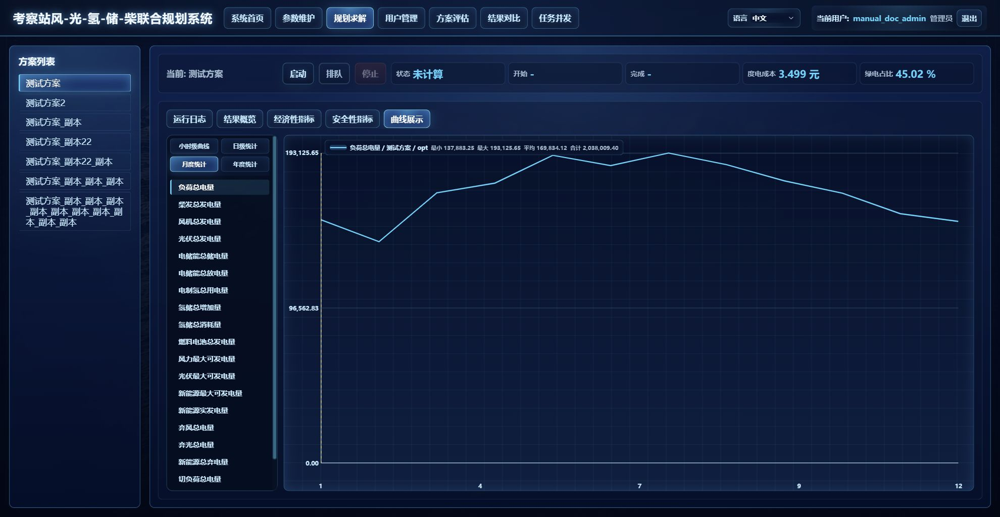 考察站风-光-氢-储-柴联合规划系统
系统首页 参数维护 规划求解 用户管理 方案评估 结果对比 任务并发
语言 中文
当前用户: manual_doc_admin 管理员 退出
方案列表
测试方案
测试方案2
测试方案_副本
测试方案_副本22
测试方案_副本22_副本
测试方案_副本_副本_副本
测试方案_副本_副本_副本
_副本_副本_副本_副本_副
本_副本_副本
当前: 测试方案
启动 排队 停止
状态 未计算
开始 -
完成 -
度电成本 3.499 元
绿电占比 45.02 %
运行日志 结果概览 经济性指标 安全性指标 曲线展示
小时级曲线 日级统计
月度统计 年度统计
负荷总电量
柴发总发电量
风机总发电量
光伏总发电量
电储能总储电量
电储能总放电量
电制氢总用电量
氢储总增加量
氢储总消耗量
燃料电池总发电量
风力最大可发电量
光伏最大可发电量
新能源最大可发电量
新能源实发电量
弃风总电量
弃光总电量
新能源总弃电量
切负荷总电量
负荷总电量 / 测试方案 / opt 最小 137,883.25 最大 193,125.65 平均 169,834.12 合计 2,038,009.40
193,125.65
96,562.83
0.00
1 4 7 9 12